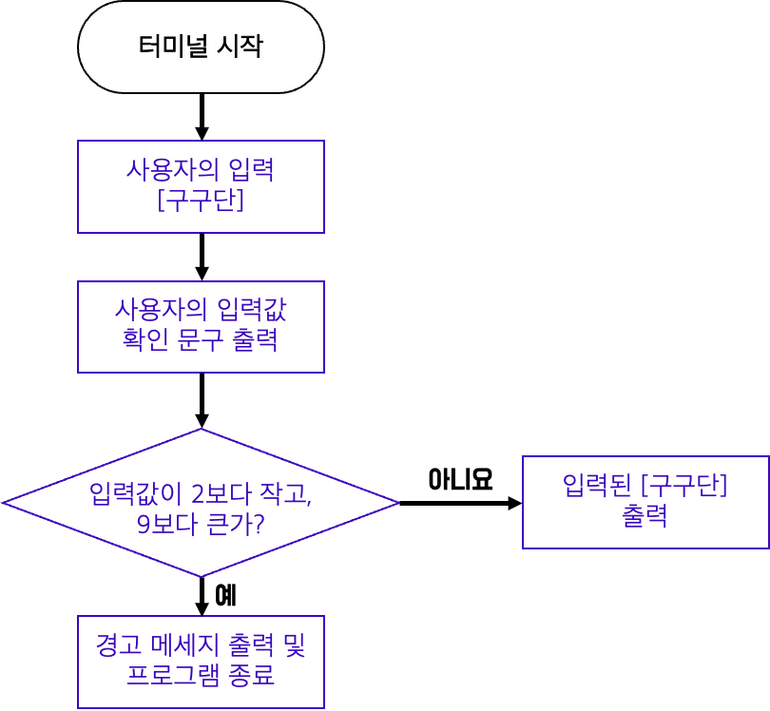 터미널 시작
사용자의 입력
[구구단]
사용자의 입력값
확인 문구 출력
입력값이 2보다 작고,
9보다 큰가?
아니요
입력된 [구구단]
출력
예
경고 메세지 출력 및
프로그램 종료